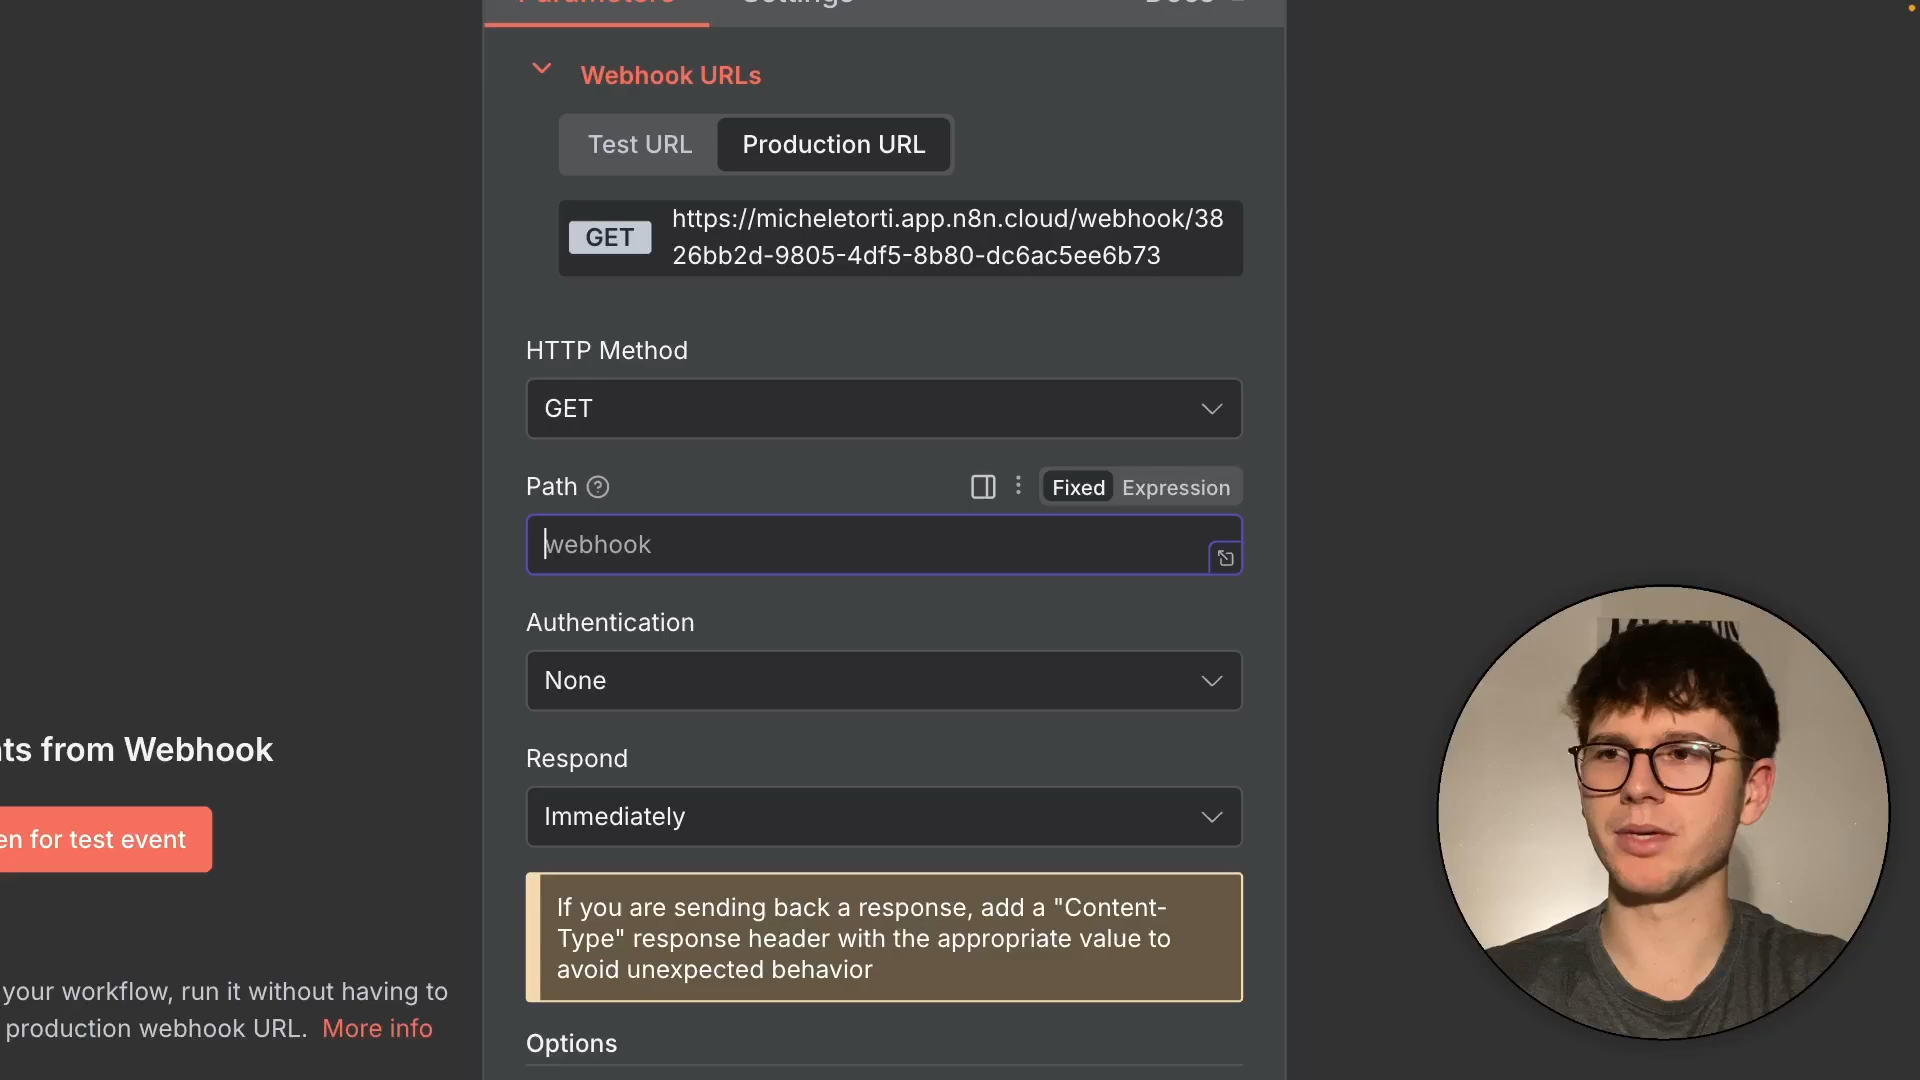 Parameters
Settings
Docs
Webhook URLs
Test URL
Production URL
GET
https://micheletorti.app.n8n.cloud/webhook/38
26bb2d-9805-4df5-8b80-dc6ac5ee6b73
HTTP Method
GET
Path
Fixed
Expression
webhook
Authentication
None
Respond
Immediately
If you are sending back a response, add a "Content-
Type" response header with the appropriate value to
avoid unexpected behavior
Options
from Webhook
for test event
your workflow, run it without having to
production webhook URL. More info